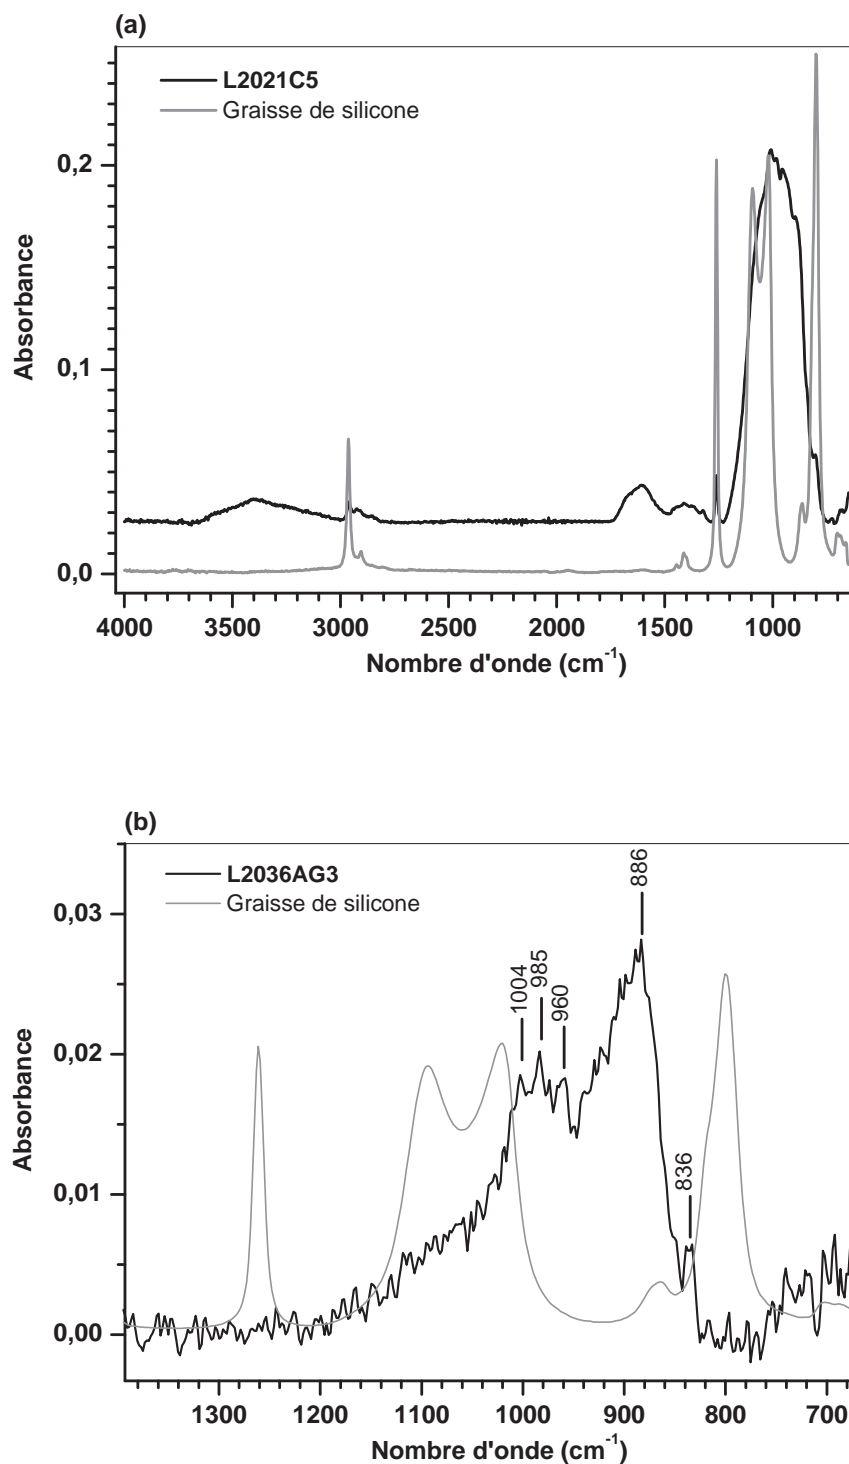 (a)
L2021C5
Graisse de silicone
0,2
0,1
0,0
Absorbance
4000 3500 3000 2500 2000 1500 1000
Nombre d'onde (cm⁻¹)
(b)
L2036AG3
Graisse de silicone
1004
985
960
886
836
0,03
0,02
0,01
0,00
Absorbance
1300 1200 1100 1000 900 800 700
Nombre d'onde (cm⁻¹)